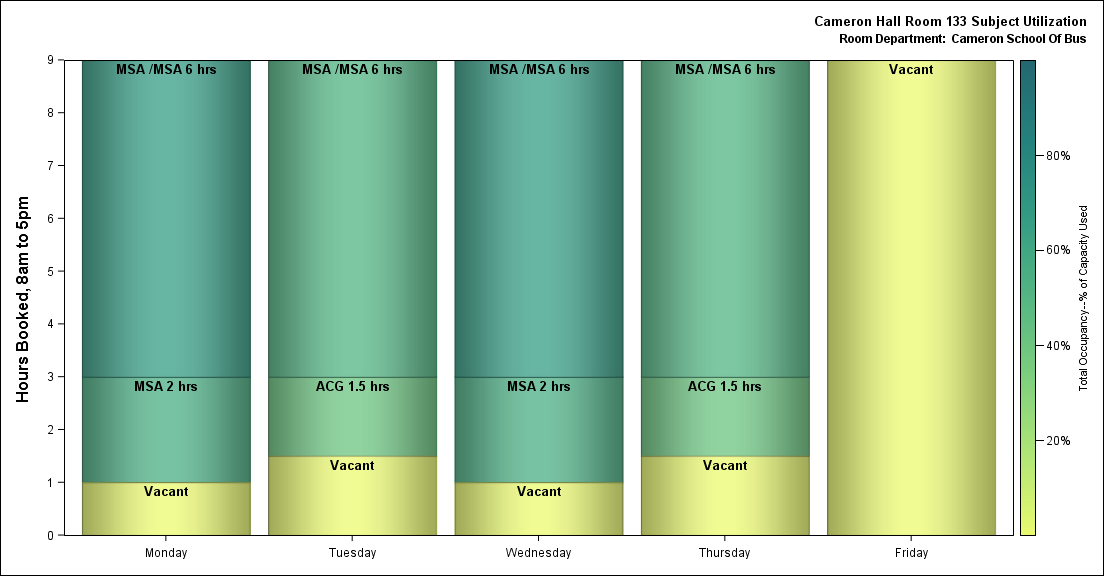 Cameron Hall Room 133 Subject Utilization
Room Department: Cameron School Of Bus
Hours Booked, 8am to 5pm
9
8
7
6
5
4
3
2
1
0
MSA /MSA 6 hrs
MSA 2 hrs
Vacant
MSA /MSA 6 hrs
ACG 1.5 hrs
Vacant
MSA /MSA 6 hrs
MSA 2 hrs
Vacant
MSA /MSA 6 hrs
ACG 1.5 hrs
Vacant
Vacant
Monday
Tuesday
Wednesday
Thursday
Friday
80%
60%
40%
20%
Total Occupancy--% of Capacity Used